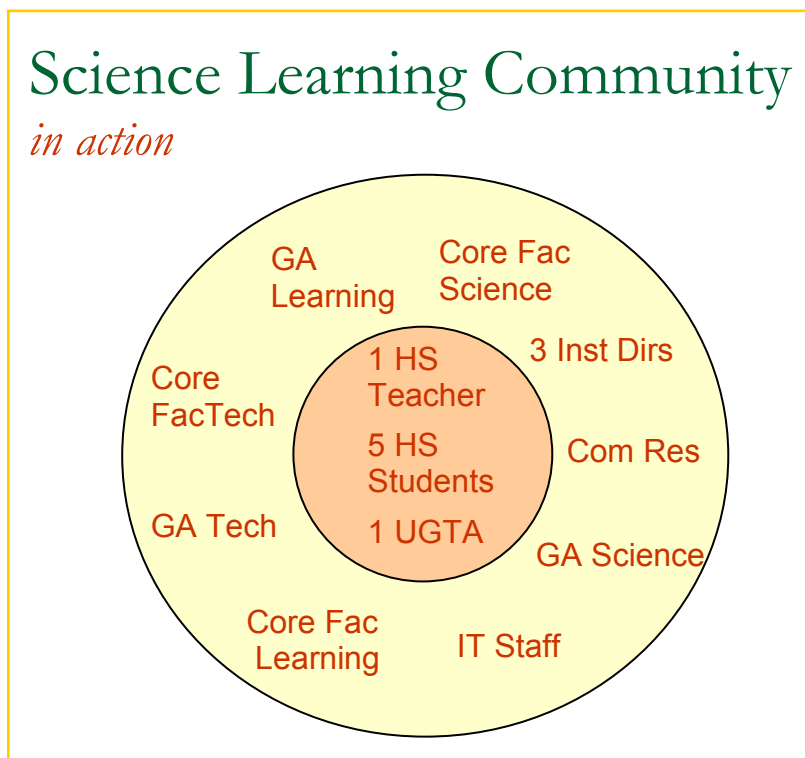 Science Learning Community
in action
GA
Learning
Core Fac
Science
3 Inst Dirs
Core
FacTech
1 HS
Teacher
5 HS
Students
1 UGTA
Com Res
GA Tech
GA Science
Core Fac
Learning
IT Staff